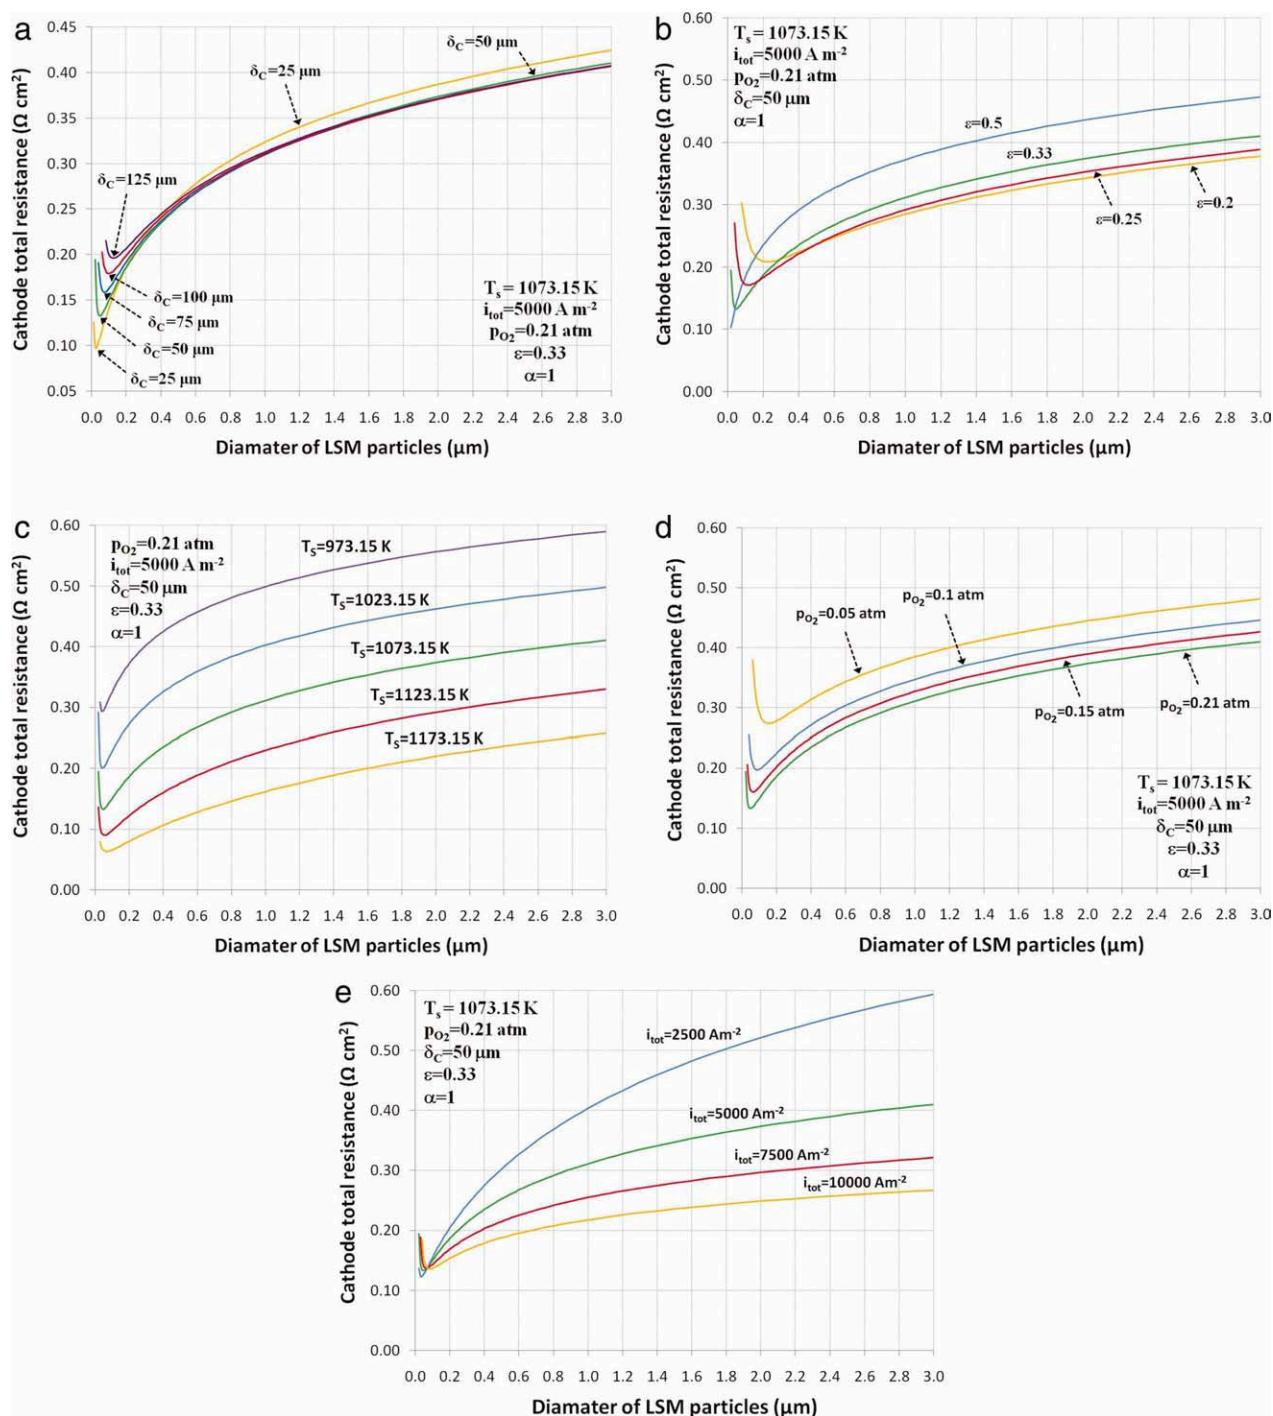 a
Cathode total resistance (Ω cm²)
0.45
0.40
0.35
0.30
0.25
0.20
0.15
0.10
0.05
δC=50 µm
δC=25 µm
δC=125 µm
δC=100 µm
δC=75 µm
δC=50 µm
δC=25 µm
Ts = 1073.15 K
itot=5000 A m-2
pO2=0.21 atm
ε=0.33
α=1
0.0 0.2 0.4 0.6 0.8 1.0 1.2 1.4 1.6 1.8 2.0 2.2 2.4 2.6 2.8 3.0
Diamater of LSM particles (µm)
b
Cathode total resistance (Ω cm²)
0.60
0.50
0.40
0.30
0.20
0.10
0.00
Ts = 1073.15 K
itot=5000 A m-2
pO2=0.21 atm
δC=50 µm
α=1
ε=0.5
ε=0.33
ε=0.2
ε=0.25
0.0 0.2 0.4 0.6 0.8 1.0 1.2 1.4 1.6 1.8 2.0 2.2 2.4 2.6 2.8 3.0
Diamater of LSM particles (µm)
c
Cathode total resistance (Ω cm²)
0.60
0.50
0.40
0.30
0.20
0.10
0.00
pO2=0.21 atm
itot=5000 A m-2
δC=50 µm
ε=0.33
α=1
TS=973.15 K
TS=1023.15 K
TS=1073.15 K
TS=1123.15 K
TS=1173.15 K
0.0 0.2 0.4 0.6 0.8 1.0 1.2 1.4 1.6 1.8 2.0 2.2 2.4 2.6 2.8 3.0
Diamater of LSM particles (µm)
d
Cathode total resistance (Ω cm²)
0.60
0.50
0.40
0.30
0.20
0.10
0.00
pO2=0.05 atm
pO2=0.1 atm
pO2=0.15 atm
pO2=0.21 atm
Ts = 1073.15 K
itot=5000 A m-2
δC=50 µm
ε=0.33
α=1
0.0 0.2 0.4 0.6 0.8 1.0 1.2 1.4 1.6 1.8 2.0 2.2 2.4 2.6 2.8 3.0
Diamater of LSM particles (µm)
e
Cathode total resistance (Ω cm²)
0.60
0.50
0.40
0.30
0.20
0.10
0.00
Ts = 1073.15 K
pO2=0.21 atm
δC=50 µm
ε=0.33
α=1
itot=2500 Am-2
itot=5000 Am-2
itot=7500 Am-2
itot=10000 Am-2
0.0 0.2 0.4 0.6 0.8 1.0 1.2 1.4 1.6 1.8 2.0 2.2 2.4 2.6 2.8 3.0
Diamater of LSM particles (µm)